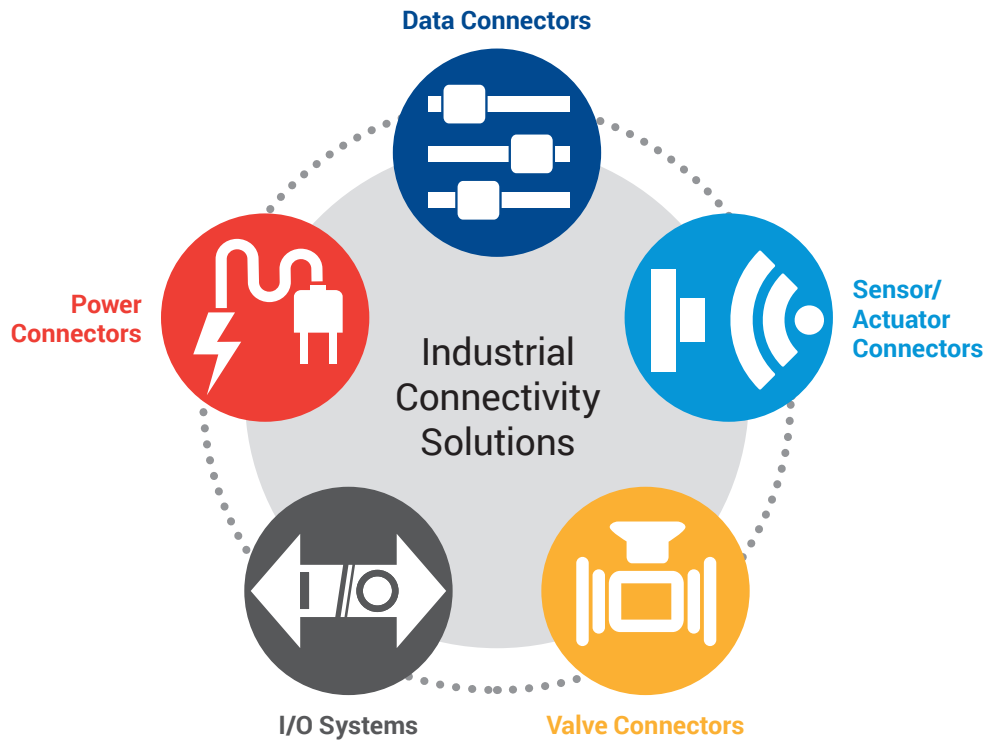 Data Connectors
Power
Connectors
Sensor/
Actuator
Connectors
Industrial
Connectivity
Solutions
I/O
I/O Systems
Valve Connectors